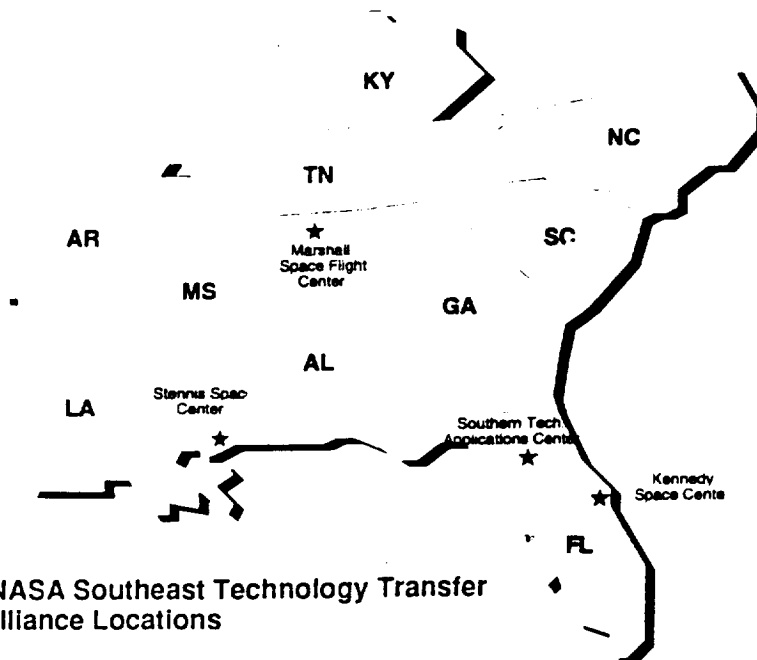 KY
NC
TN
AR
SC
Marshall
Space Flight
Center
MS
GA
AL
Stennis Spac
Center
LA
Southern Tech.
Applications Center
Kennedy
Space Cente
FL
NASA Southeast Technology Transfer
lliance Locations